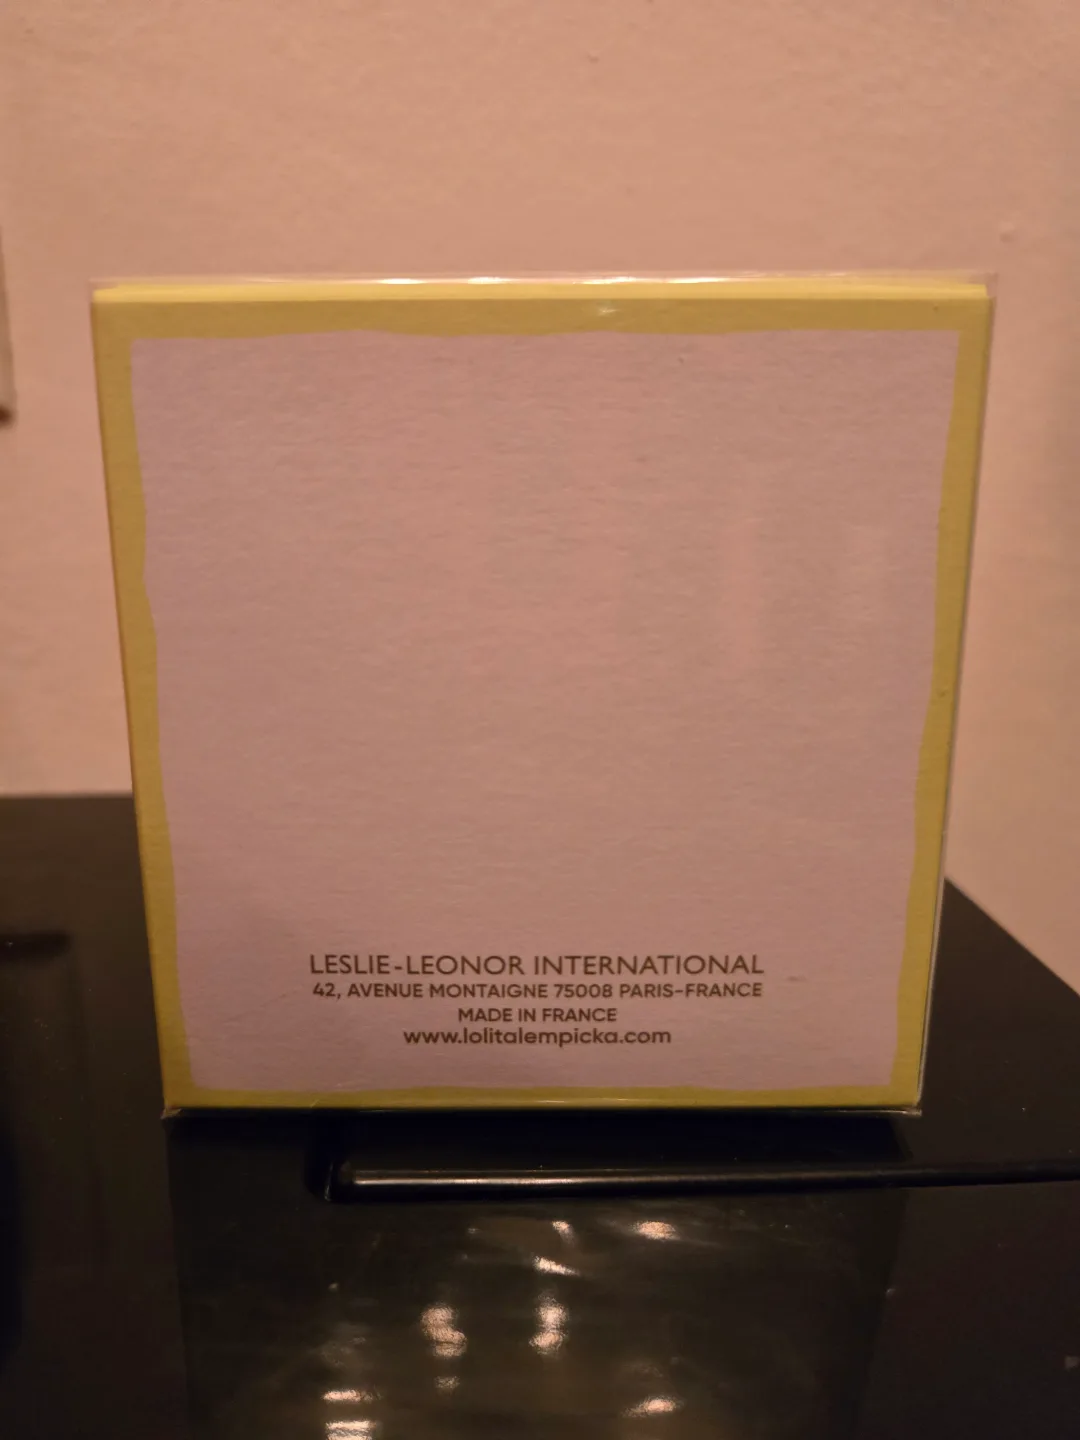 LESLIE-LEONOR INTERNATIONAL
42, AVENUE MONTAIGNE 75008 PARIS-FRANCE
MADE IN FRANCE
www.lolitalempicka.com